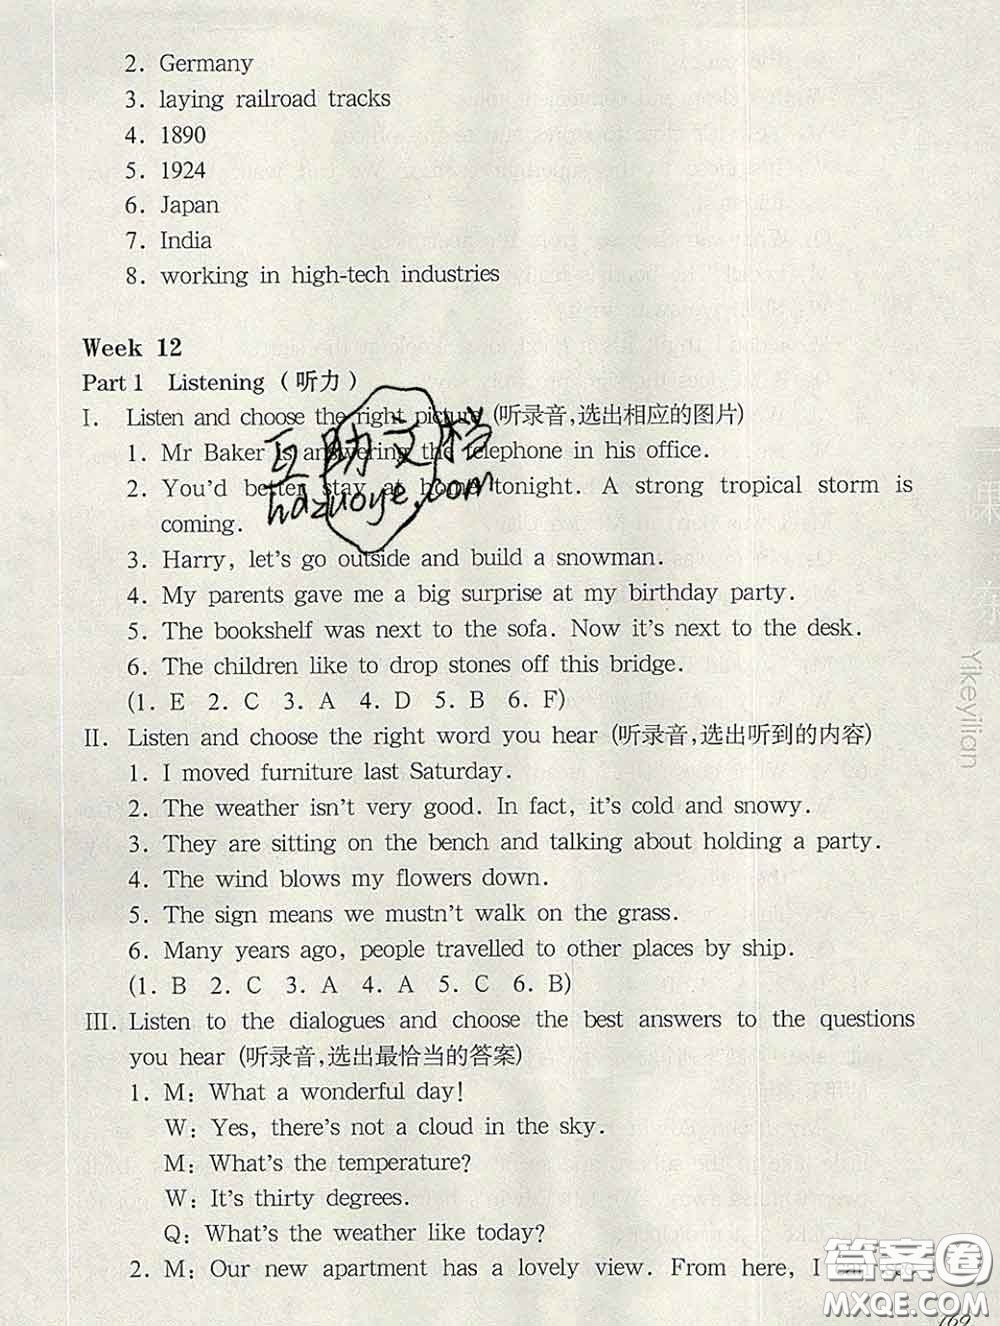 2. Germany
3. laying railroad tracks
4. 1890
5. 1924
6. Japan
7. India
8. working in high-tech industries
Week 12
Part 1 Listening (听力)
I. Listen and choose the right picture (听录音,选出相应的图片)
1. Mr Baker is answering the telephone in his office.
2. You'd better stay at home tonight. A strong tropical storm is
coming.
3. Harry, let's go outside and build a snowman.
4. My parents gave me a big surprise at my birthday party.
5. The bookshelf was next to the sofa. Now it's next to the desk.
6. The children like to drop stones off this bridge.
(1. E 2. C 3. A 4. D 5. B 6. F)
II. Listen and choose the right word you hear (听录音,选出听到的内容)
1. I moved furniture last Saturday.
2. The weather isn't very good. In fact, it's cold and snowy.
3. They are sitting on the bench and talking about holding a party.
4. The wind blows my flowers down.
5. The sign means we mustn't walk on the grass.
6. Many years ago, people travelled to other places by ship.
(1. B 2. C 3. A 4. A 5. C 6. B)
III. Listen to the dialogues and choose the best answers to the questions
you hear (听录音,选出最恰当的答案)
1. M: What a wonderful day!
W: Yes, there's not a cloud in the sky.
M: What's the temperature?
W: It's thirty degrees.
Q: What's the weather like today?
2. M: Our new apartment has a lovely view. From here, I
互助文档
hdzuoye.com
Yikeyilian
答案圈
MXQE.COM
169